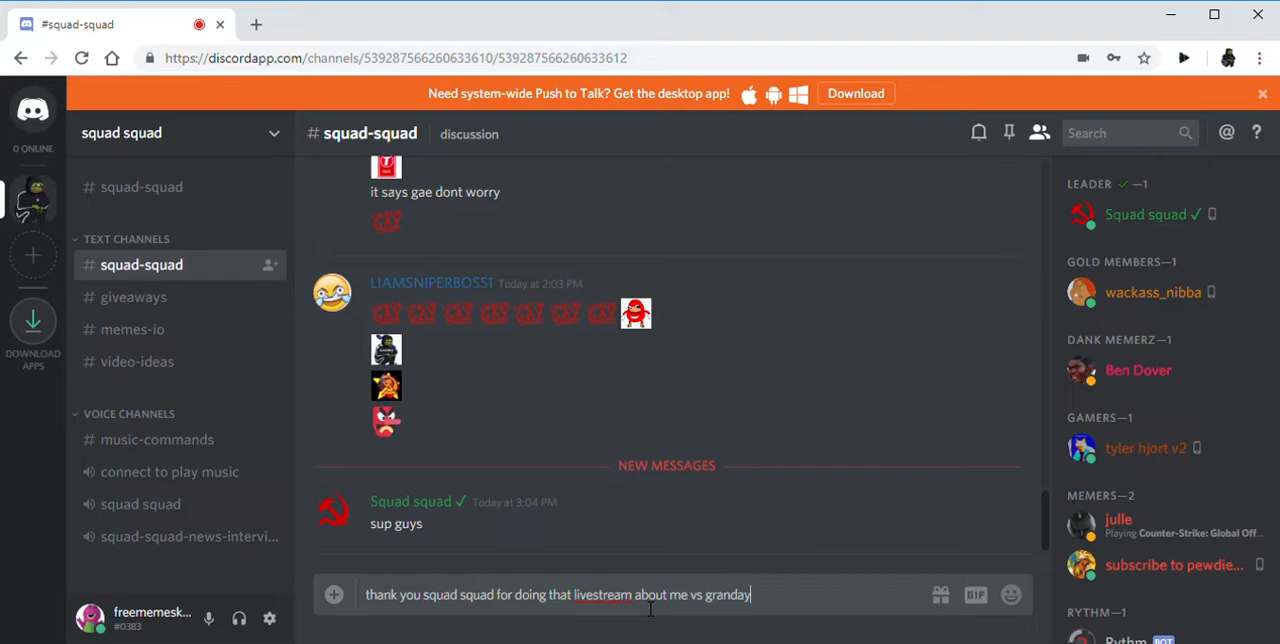 #squad-squad
https://discordapp.com/channels/539287566260633610/539287566260633612
Need system-wide Push to Talk? Get the desktop app!
Download
0 ONLINE
DOWNLOAD
APPS
squad squad
# squad-squad
TEXT CHANNELS
# squad-squad
# giveaways
# memes-io
# video-ideas
VOICE CHANNELS
# music-commands
connect to play music
squad squad
squad-squad-news-intervi...
freememesk...
#0383
# squad-squad
discussion
Search
it says gae dont worry
LIAMSNIPERBOSS1 Today at 2:03 PM
NEW MESSAGES
Squad squad ✓ Today at 3:04 PM
sup guys
thank you squad squad for doing that livestream about me vs granday
GIF
LEADER ✓ —1
Squad squad ✓
GOLD MEMBERS—1
wackass_nibba
DANK MEMERZ—1
Ben Dover
GAMERS—1
tyler hjort v2
MEMERS—2
julle
Playing Counter-Strike: Global Off...
subscribe to pewdie...
RYTHM—1
Rythm BOT